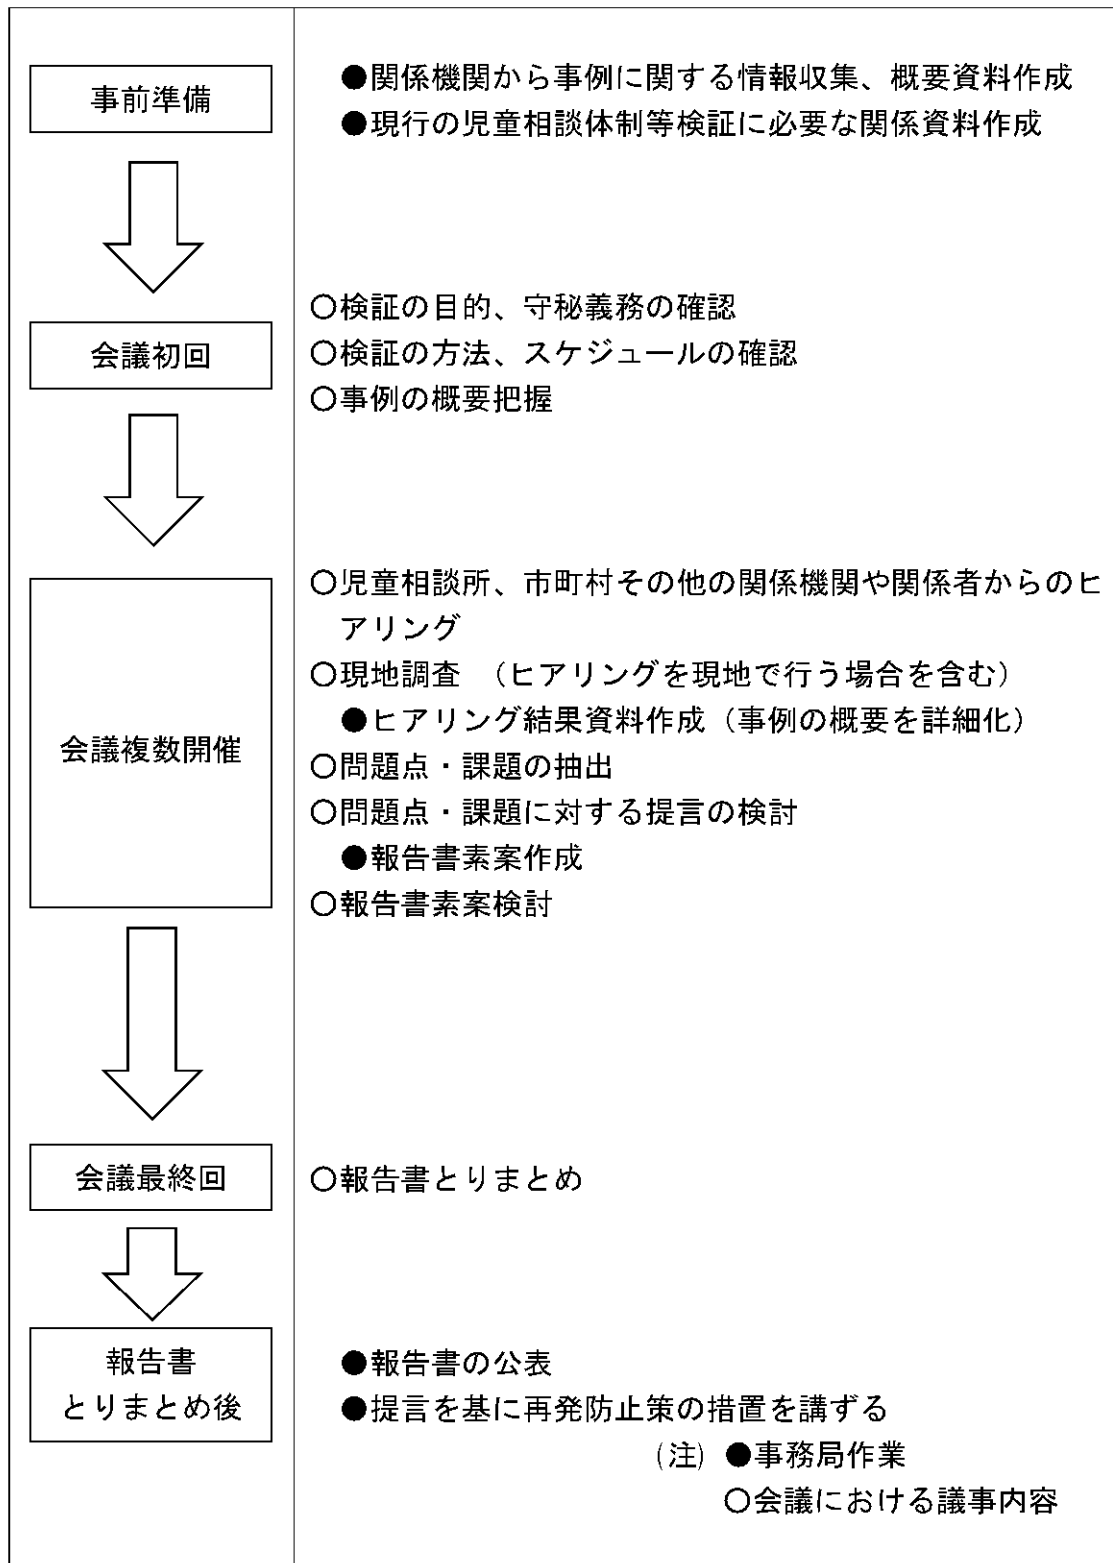 事前準備
●関係機関から事例に関する情報収集、概要資料作成
●現行の児童相談体制等検証に必要な関係資料作成
会議初回
○検証の目的、守秘義務の確認
○検証の方法、スケジュールの確認
○事例の概要把握
会議複数開催
○児童相談所、市町村その他の関係機関や関係者からのヒ
アリング
○現地調査　（ヒアリングを現地で行う場合を含む）
●ヒアリング結果資料作成（事例の概要を詳細化）
○問題点・課題の抽出
○問題点・課題に対する提言の検討
●報告書素案作成
○報告書素案検討
会議最終回
○報告書とりまとめ
報告書
とりまとめ後
●報告書の公表
●提言を基に再発防止策の措置を講ずる
(注) ●事務局作業
○会議における議事内容